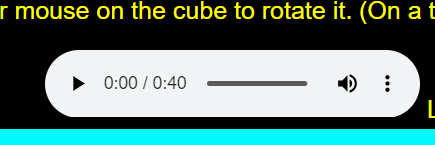 r mouse on the cube to rotate it. (On a t
0:00 / 0:40
L